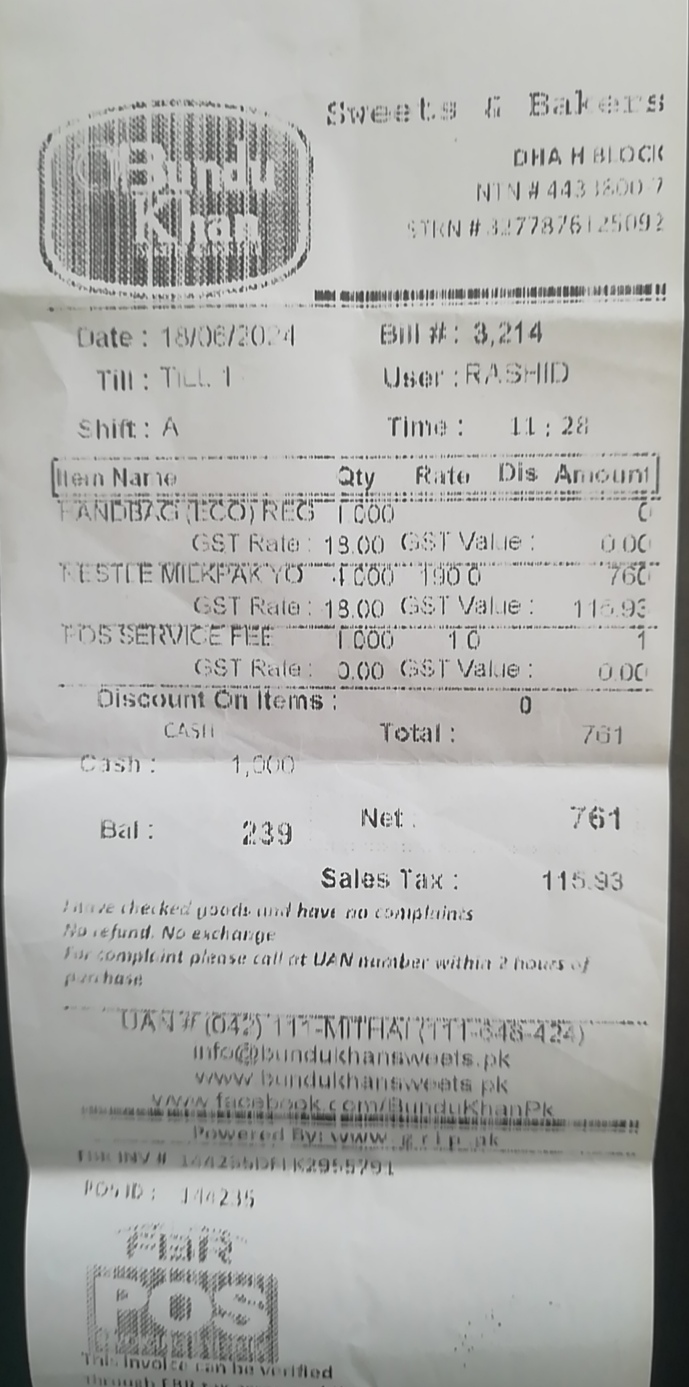 Sweets & Bakers
Bundu Khan
DHA H BLOCK
NTN #
STRN # 3277876125092
Date : 18/06/2024 Bill #: 3,214
Till : TILL 1 User : RASHID
Shift : A Time : 11 : 28
Item Name Qty Rate Dis Amount
HANDBAG (ECO) REG 1.000 0
GST Rate : 18.00 GST Value : 0.00
NESTLE MILKPAK YO 4.000 190.0 760
GST Rate : 18.00 GST Value : 115.93
POS SERVICE FEE 1.000 1.0 1
GST Rate : 0.00 GST Value : 0.00
Discount On Items : 0
CASH Total : 761
Cash : 1,000
Net : 761
Bal : 239
Sales Tax : 115.93
I have checked goods and have no complaints
No refund. No exchange
For complaint please call at UAN number within 2 hours of
purchase
UAN # (042) 111-MITHAI (111-648-424)
info@bundukhansweets.pk
www.bundukhansweets.pk
www.facebook.com/BunduKhanPk
Powered By: www.
FBR INV #
POS ID :
FBR
POS
This invoice can be verified
through FBR